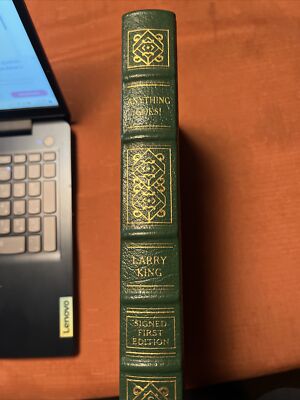 ANYTHING
GOES!
LARRY
KING
SIGNED
FIRST
EDITION
Lenovo